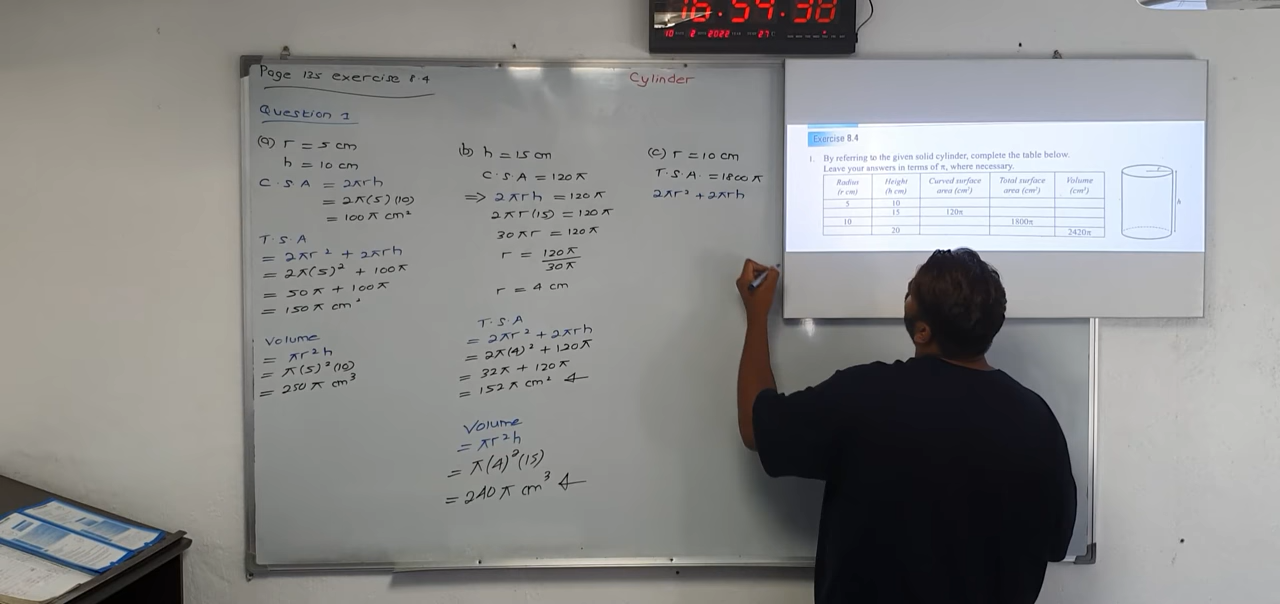 16:59:38
10 2 2022 27°C
Page 125 exercise 8.4
Cylinder
Question 1
(a) r = 5 cm
h = 10 cm
C.S.A = 2πrh
= 2π(5)(10)
= 100π cm²
T.S.A
= 2πr² + 2πrh
= 2π(5)² + 100π
= 50π + 100π
= 150π cm²
Volume
= πr²h
= π(5)²(10)
= 250π cm³
(b) h = 15 cm
C.S.A = 120π
⇒ 2πrh = 120π
2πr(15) = 120π
30πr = 120π
r = 120π
30π
r = 4 cm
T.S.A
= 2πr² + 2πrh
= 2π(4)² + 120π
= 32π + 120π
= 152π cm²
Volume
= πr²h
= π(4)²(15)
= 240π cm³
(c) r = 10 cm
T.S.A. = 1800π
2πr² + 2πrh
Exercise 8.4
1. By referring to the given solid cylinder, complete the table below.
Leave your answers in terms of π, where necessary.
Radius (r cm) Height (h cm) Curved surface area (cm²) Total surface area (cm²) Volume (cm³)
5 10
15 120π
10 1800π
20 2420π
r
h